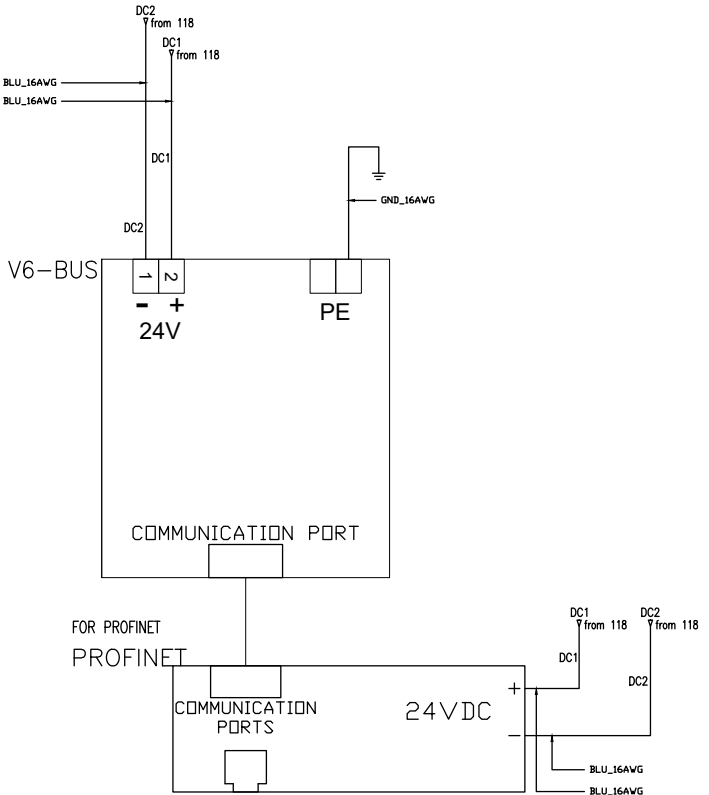 DC2
from 118
DC1
from 118
BLU_16AWG
BLU_16AWG
DC1
GND_16AWG
DC2
V6-BUS
1 2
- +
24V
PE
COMMUNICATION PORT
FOR PROFINET
PROFINET
DC1
from 118
DC2
from 118
DC1
DC2
+
24VDC
-
COMMUNICATION
PORTS
BLU_16AWG
BLU_16AWG